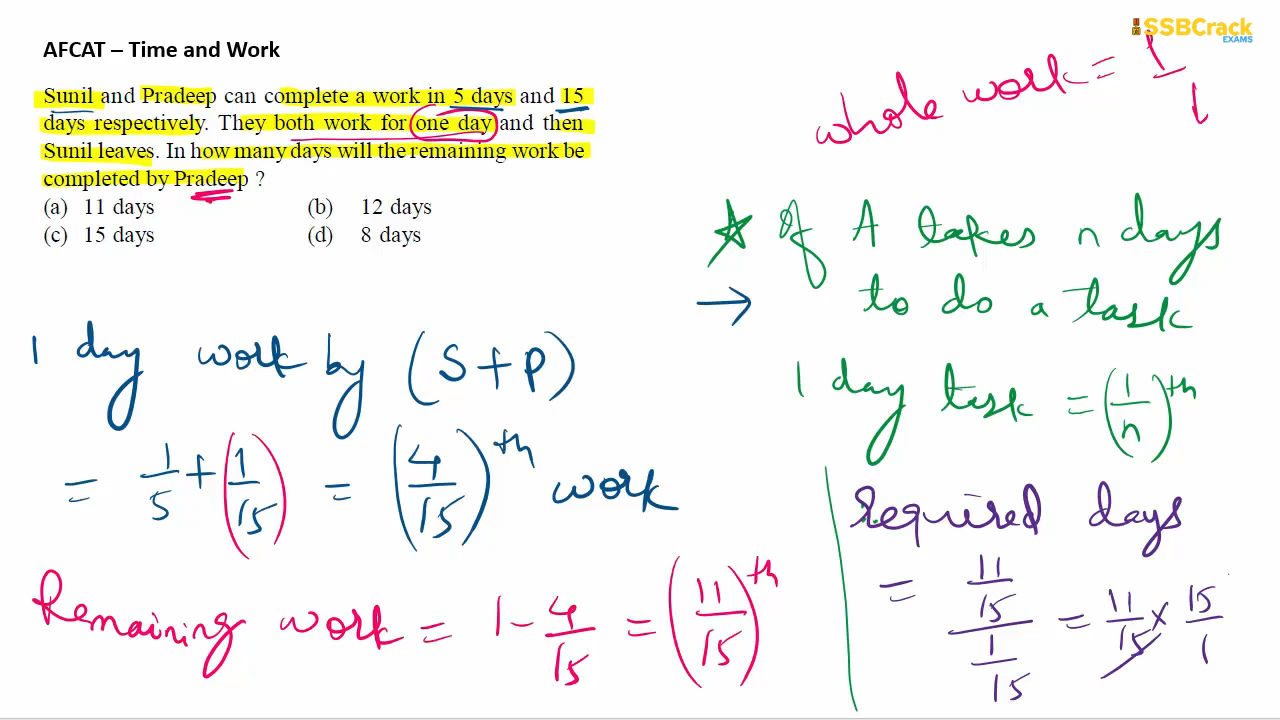 SSBCrack
EXAMS
AFCAT – Time and Work
Sunil and Pradeep can complete a work in 5 days and 15
days respectively. They both work for one day and then
Sunil leaves. In how many days will the remaining work be
completed by Pradeep ?
(a) 11 days (b) 12 days
(c) 15 days (d) 8 days
whole work = 1/1
If A takes n days
→ to do a task
1 day task = (1/n)th
1 day work by (S+P)
= 1/5 + (1/15) = (4/15)th work
Remaining work = 1 - 4/15 = (11/15)th
required days
= 11/15 / 1/15 = 11/15 × 15/1